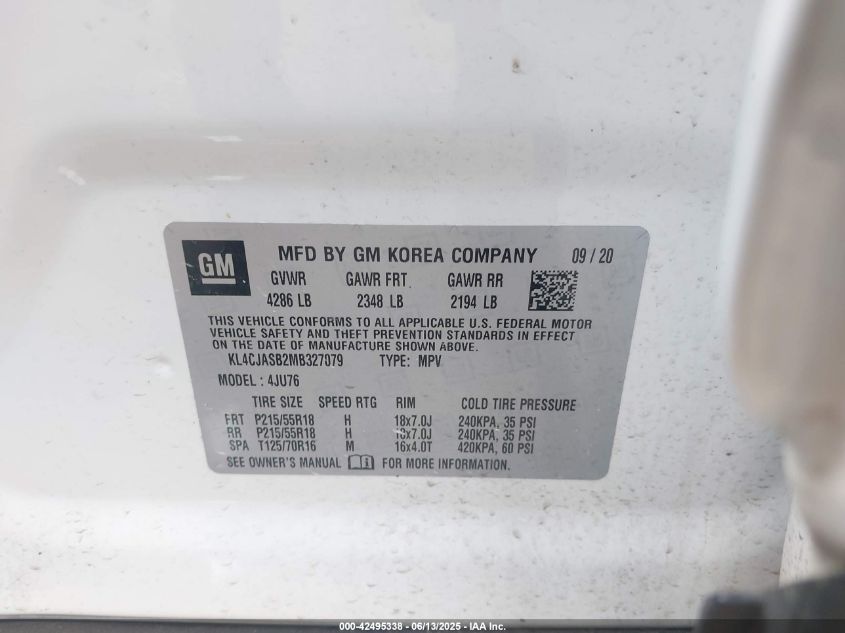 GM
MFD BY GM KOREA COMPANY 09 / 20
GVWR GAWR FRT GAWR RR
4286 LB 2348 LB 2194 LB
THIS VEHICLE CONFORMS TO ALL APPLICABLE U.S. FEDERAL MOTOR
VEHICLE SAFETY AND THEFT PREVENTION STANDARDS IN EFFECT
ON THE DATE OF MANUFACTURE SHOWN ABOVE.
KL4CJASB2MB327079 TYPE: MPV
MODEL : 4JU76
TIRE SIZE SPEED RTG RIM COLD TIRE PRESSURE
FRT P215/55R18 H 18x7.0J 240KPA, 35 PSI
RR P215/55R18 H 18x7.0J 240KPA, 35 PSI
SPA T125/70R16 M 16x4.0T 420KPA, 60 PSI
SEE OWNER'S MANUAL FOR MORE INFORMATION.
000-42495338 - 06/13/2025 - IAA Inc.